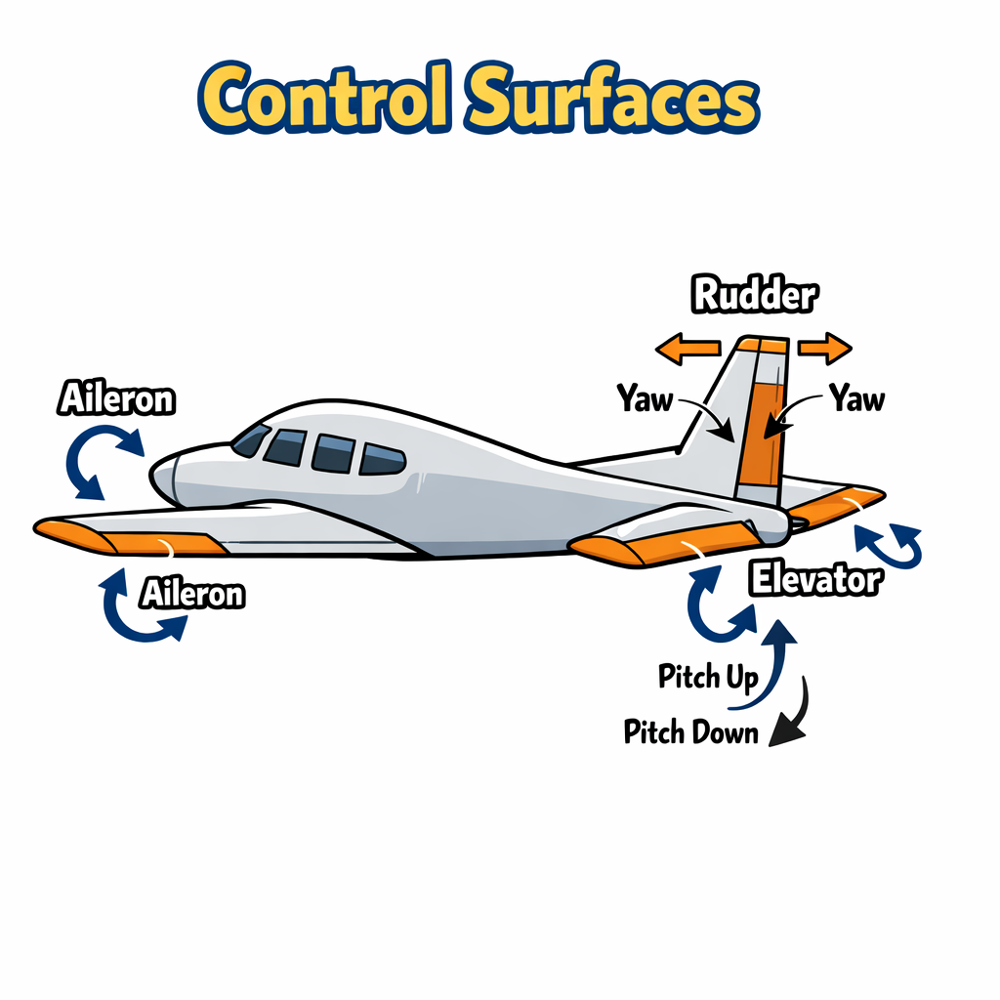 Control Surfaces
Rudder
Aileron
Yaw
Yaw
Aileron
Elevator
Pitch Up
Pitch Down